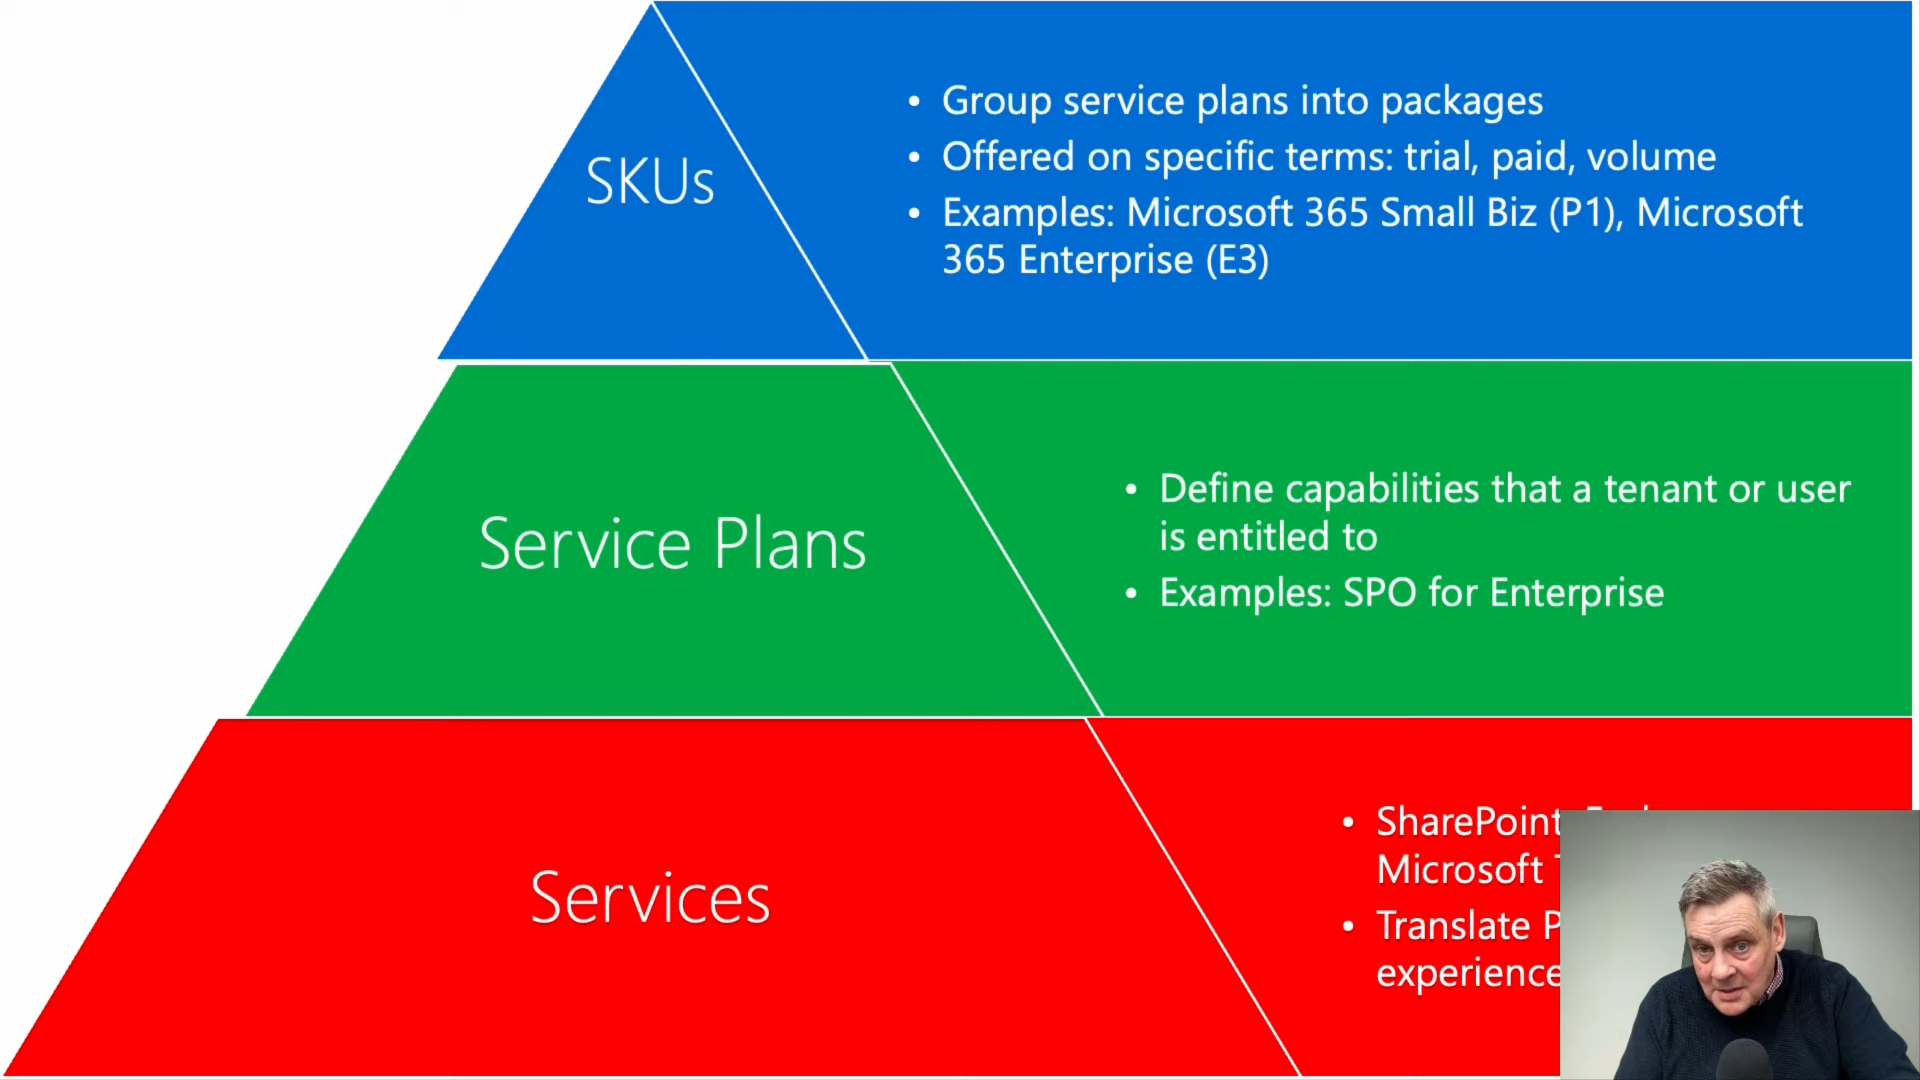 SKUs
• Group service plans into packages
• Offered on specific terms: trial, paid, volume
• Examples: Microsoft 365 Small Biz (P1), Microsoft
365 Enterprise (E3)
Service Plans
• Define capabilities that a tenant or user
is entitled to
• Examples: SPO for Enterprise
Services
• SharePoint
Microsoft
• Translate
experience